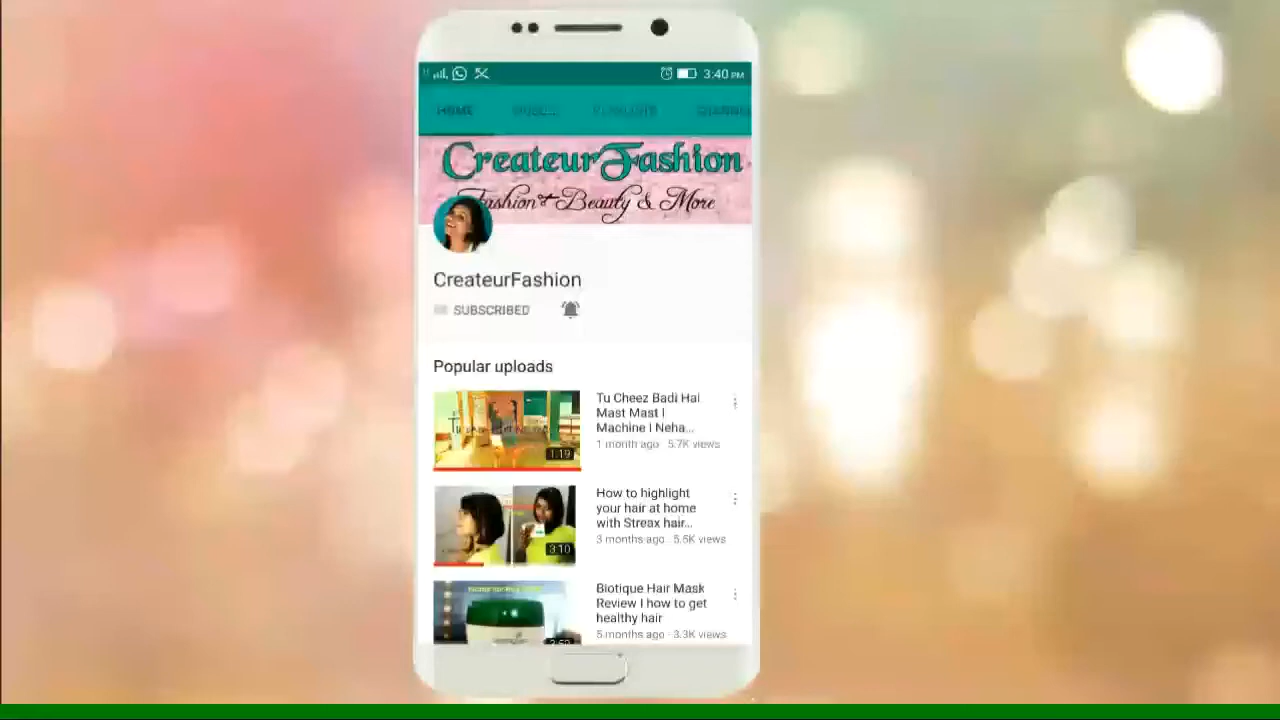 3:40 PM
HOME
PLAYLISTS
CreateurFashion
Fashion Beauty & More
CreateurFashion
SUBSCRIBED
Popular uploads
Tu Cheez Badi Hai
Mast Mast I
Machine I Neha...
1 month ago · 5.7K views
1:19
How to highlight
your hair at home
with Streax hair...
3 months ago · 5.5K views
3:10
Biotique Hair Mask
Review I how to get
healthy hair
5 months ago · 3.3K views